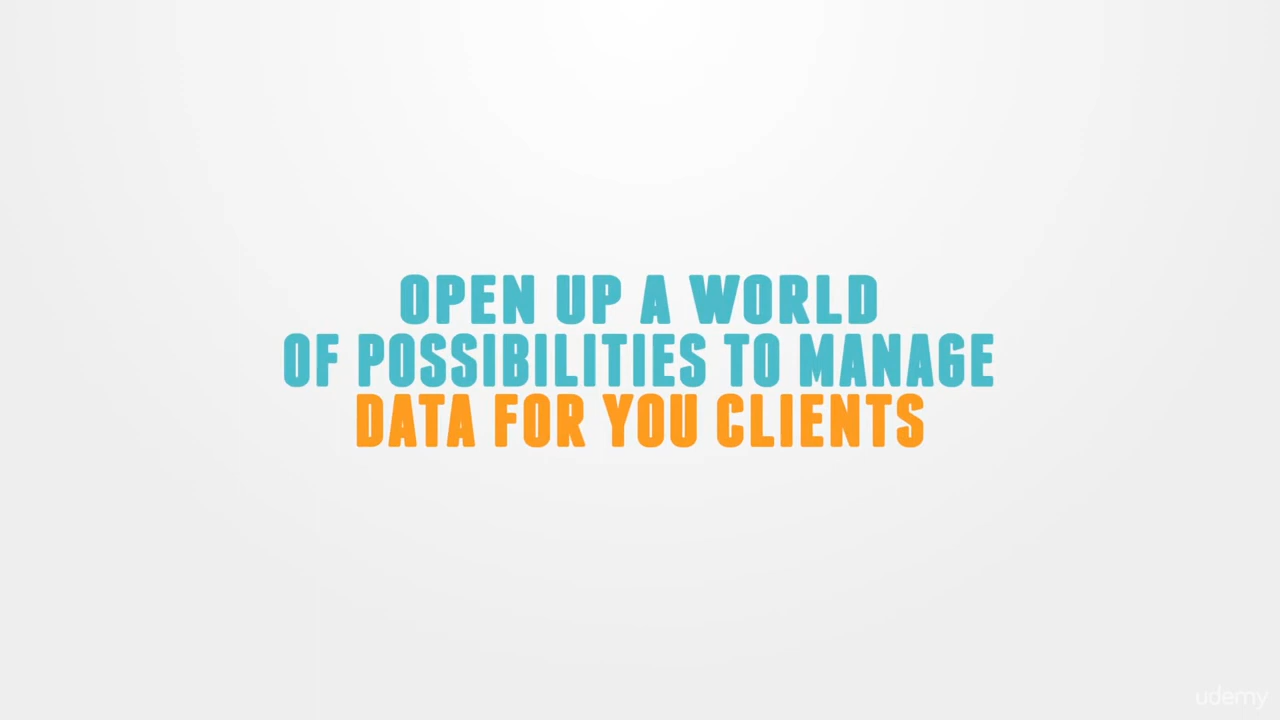 OPEN UP A WORLD
OF POSSIBILITIES TO MANAGE
DATA FOR YOU CLIENTS
udemy